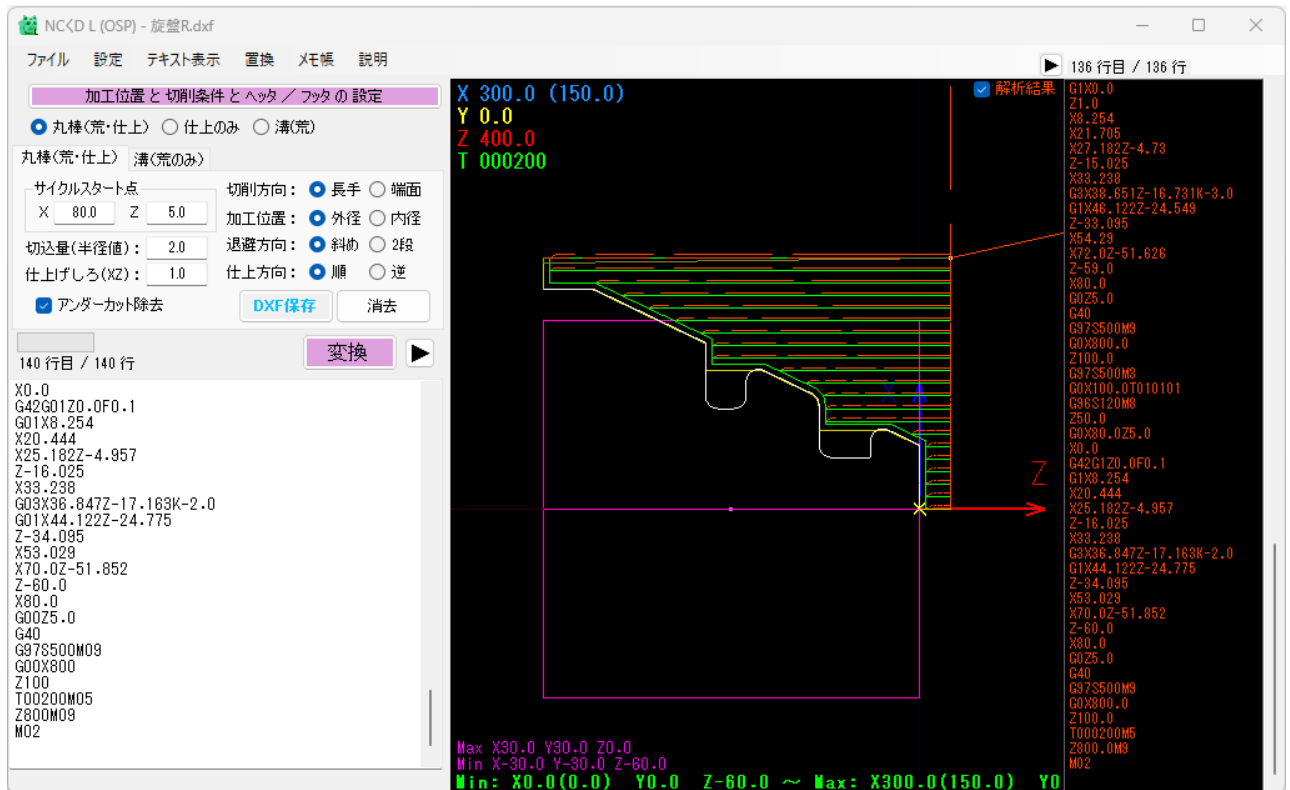 NCくD L (OSP) - 旋盤R.dxf
ファイル 設定 テキスト表示 置換 メモ帳 説明
136 行目 / 136 行
加工位置 と 切削条件 と ヘッダ / フッタ の 設定
丸棒(荒・仕上) 仕上のみ 溝(荒)
丸棒(荒・仕上) 溝(荒のみ)
サイクルスタート点
X 80.0 Z 5.0
切込量(半径値): 2.0
仕上げしろ(XZ): 1.0
アンダーカット除去
切削方向: 長手 端面
加工位置: 外径 内径
退避方向: 斜め 2段
仕上方向: 順 逆
DXF保存 消去
変換
140 行目 / 140 行
X0.0
G42G01Z0.0F0.1
G01X8.254
X20.444
X25.182Z-4.957
Z-16.025
X33.238
G03X36.847Z-17.163K-2.0
G01X44.122Z-24.775
Z-34.095
X53.029
X70.0Z-51.852
Z-60.0
X80.0
G00Z5.0
G40
G97S500M09
G00X800
Z100
T00200M05
Z800M09
M02
X 300.0 (150.0)
Y 0.0
Z 400.0
T 000200
解析結果
X
Z
Max X30.0 Y30.0 Z0.0
Min X-30.0 Y-30.0 Z-60.0
Min: X0.0(0.0) Y0.0 Z-60.0 ～ Max: X300.0(150.0) Y0
G1X0.0
Z1.0
X8.254
X21.705
X27.182Z-4.73
Z-15.025
X33.238
G3X38.651Z-16.731K-3.0
G1X46.122Z-24.549
Z-33.095
X54.29
X72.0Z-51.626
Z-59.0
X80.0
G0Z5.0
G40
G97S500M9
G0X800.0
Z100.0
G97S500M3
G0X100.0T010101
G96S120M8
Z50.0
G0X80.0Z5.0
X0.0
G42G1Z0.0F0.1
G1X8.254
X20.444
X25.182Z-4.957
Z-16.025
X33.238
G3X36.847Z-17.163K-2.0
G1X44.122Z-24.775
Z-34.095
X53.029
X70.0Z-51.852
Z-60.0
X80.0
G0Z5.0
G40
G97S500M9
G0X800.0
Z100.0
T000200M5
Z800.0M9
M02